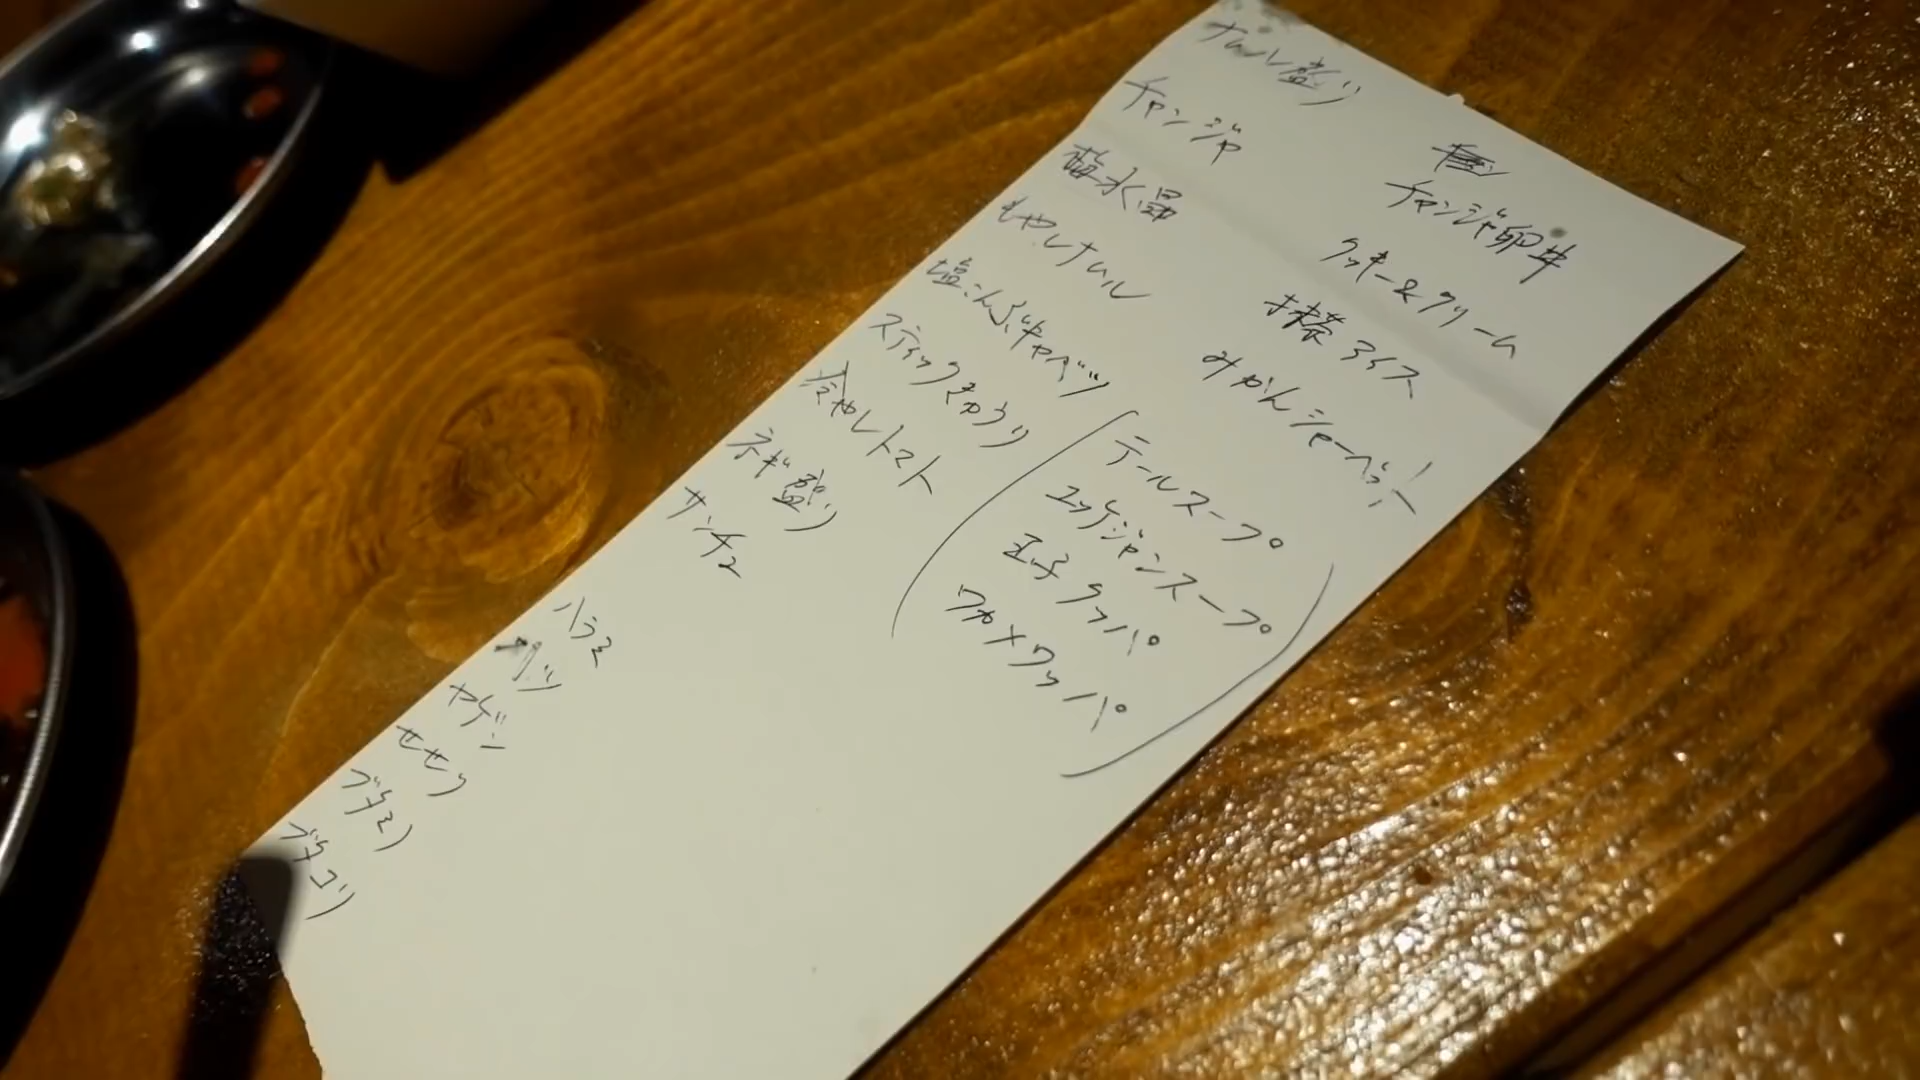 ナムル盛り
チャンジャ
梅水晶
もやしナムル
塩こんぶキャベツ
スティックきゅうり
冷やしトマト
ネギ盛り
サンチュ
ハラミ
ガツ
ヤゲン
セセリ
ブタミノ
ブタコリ
チャンジャ卵丼
クッキー&クリーム
抹茶アイス
みかんシャーベット
テールスープ
ユッケジャンスープ
玉子クッパ
ワカメクッパ